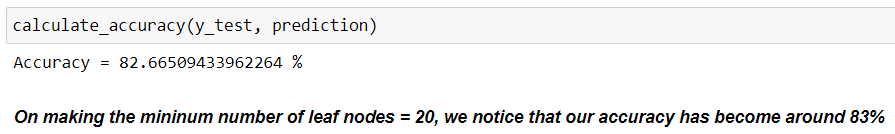 calculate_accuracy(y_test, prediction)
Accuracy = 82.66509433962264 %
On making the mininum number of leaf nodes = 20, we notice that our accuracy has become around 83%